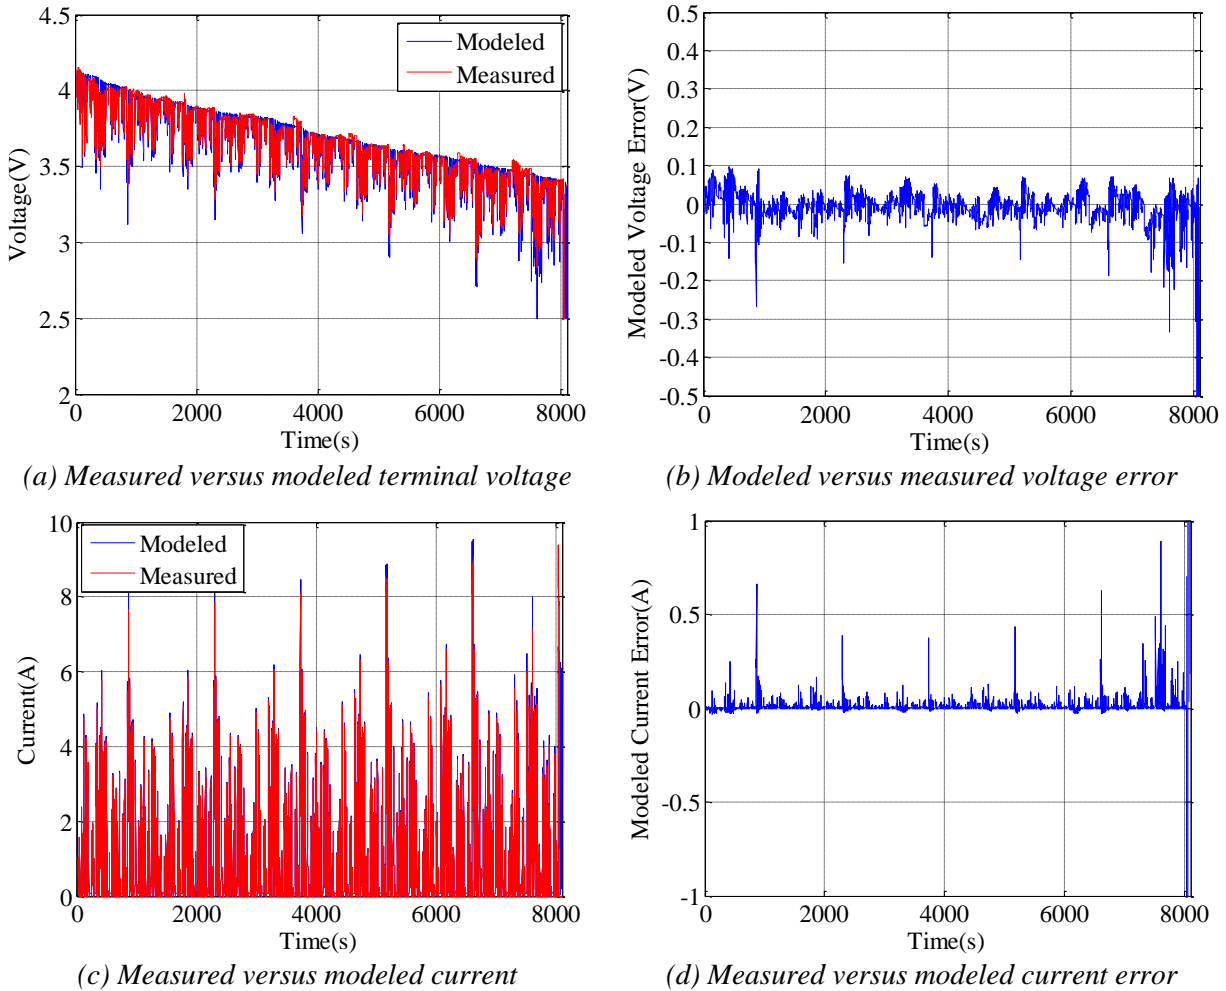 4.5
4
3.5
3
2.5
2
Voltage(V)
Modeled
Measured
0 2000 4000 6000 8000
Time(s)
(a) Measured versus modeled terminal voltage
0.5
0.4
0.3
0.2
0.1
0
-0.1
-0.2
-0.3
-0.4
-0.5
Modeled Voltage Error(V)
0 2000 4000 6000 8000
Time(s)
(b) Modeled versus measured voltage error
10
8
6
4
2
0
Current(A)
Modeled
Measured
0 2000 4000 6000 8000
Time(s)
(c) Measured versus modeled current
1
0.5
0
-0.5
-1
Modeled Current Error(A)
0 2000 4000 6000 8000
Time(s)
(d) Measured versus modeled current error